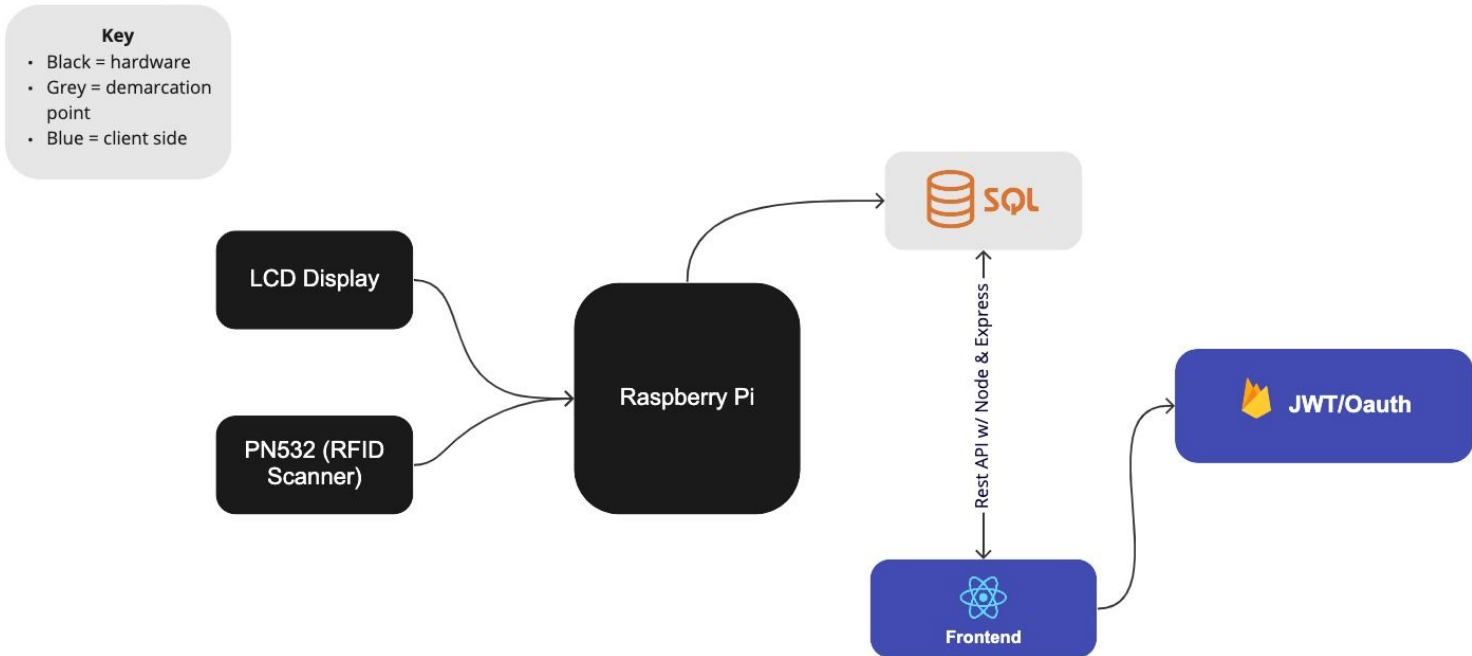 Key
• Black = hardware
• Grey = demarcation
point
• Blue = client side
SQL
LCD Display
Raspberry Pi
PN532 (RFID
Scanner)
Rest API w/ Node & Express
JWT/Oauth
Frontend